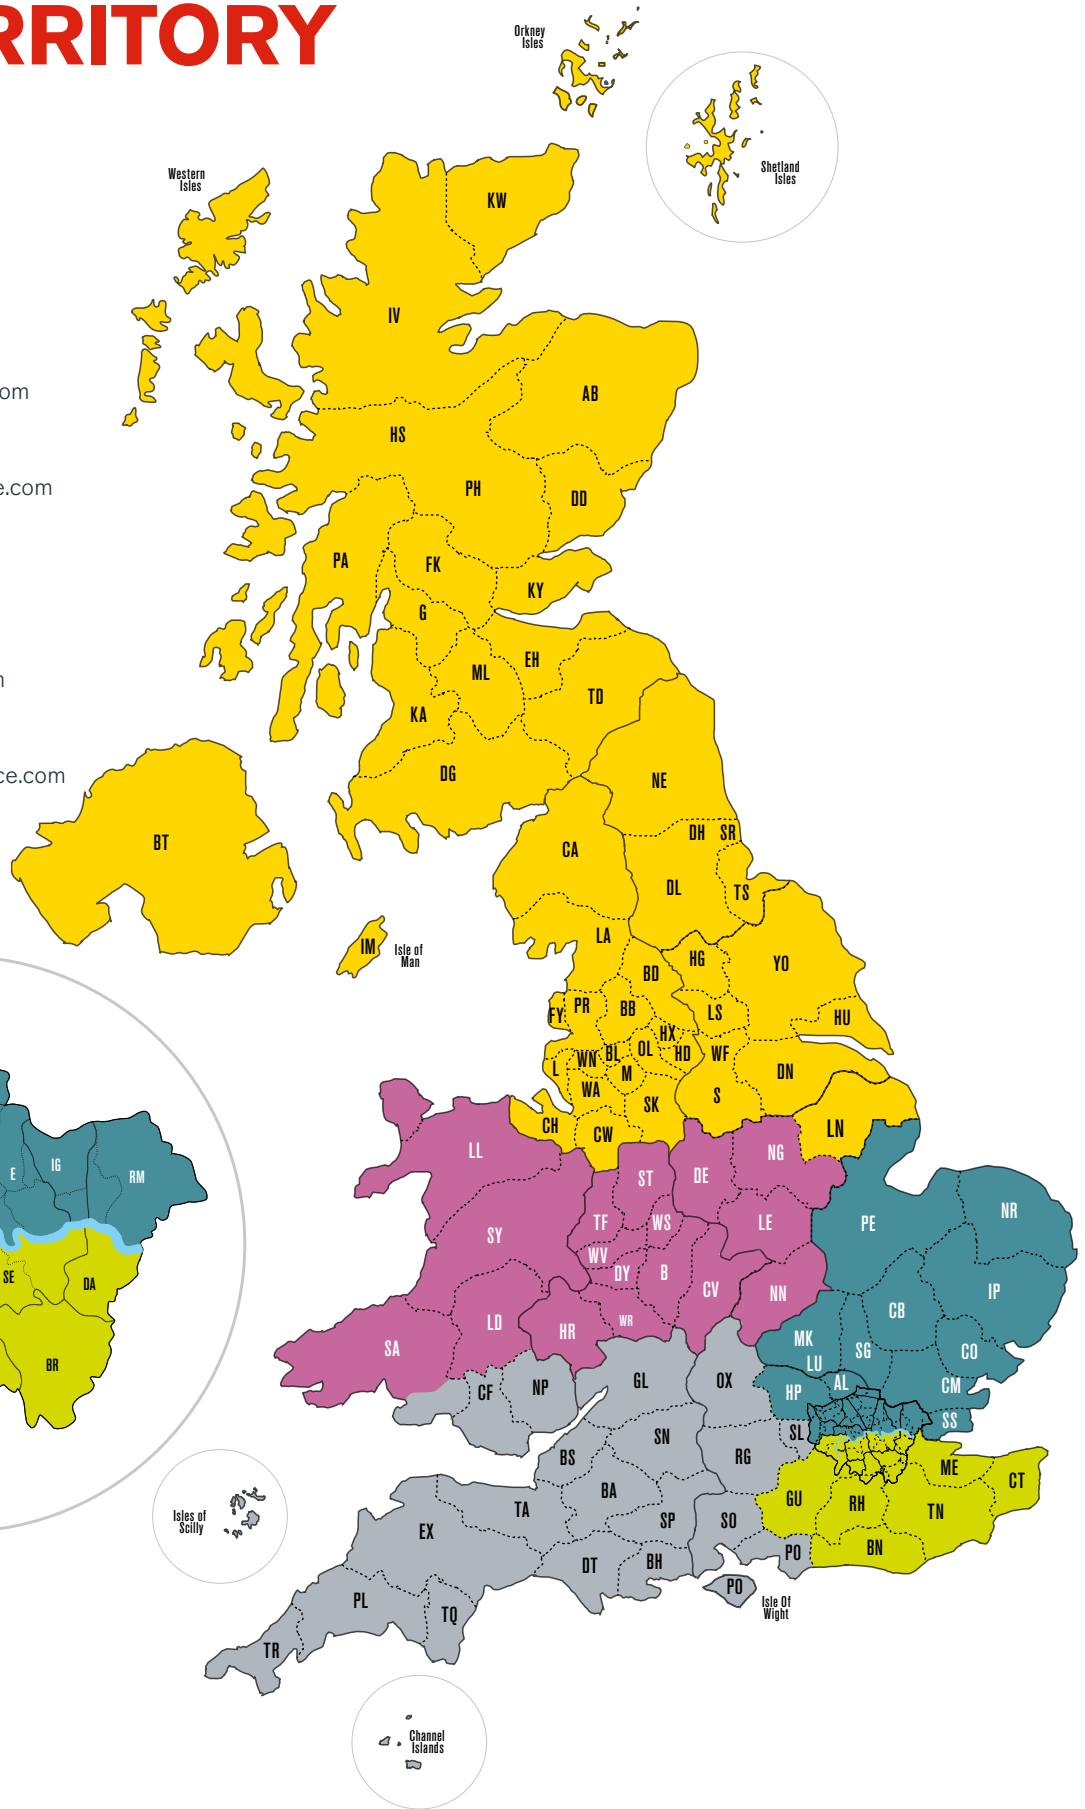 RRITORY
Orkney
Isles
Shetland
Isles
Western
Isles
KW
IV
om
AB
HS
e.com
PH
DD
PA
FK
KY
G
EH
ML
n
TD
KA
DG
ce.com
NE
BT
DH SR
CA
DL
TS
LA
IM
Isle of
Man
HG
YO
BD
FY
PR
BB
LS
HU
HX
WN
BL
OL
HD
WF
L
M
DN
WA
SK
S
CH
CW
LN
LL
NG
ST
DE
E
IG
RM
TF
WS
LE
PE
NR
SY
WV
DY
B
SE
DA
CV
NN
IP
CB
LD
HR
WR
SA
MK
LU
SG
CO
BR
CF
NP
GL
OX
HP
AL
CM
SS
SL
SN
BS
RG
ME
CT
BA
GU
RH
TN
Isles of
Scilly
TA
EX
SP
SO
BN
DT
BH
PO
PO
Isle Of
Wight
PL
TQ
TR
Channel
Islands